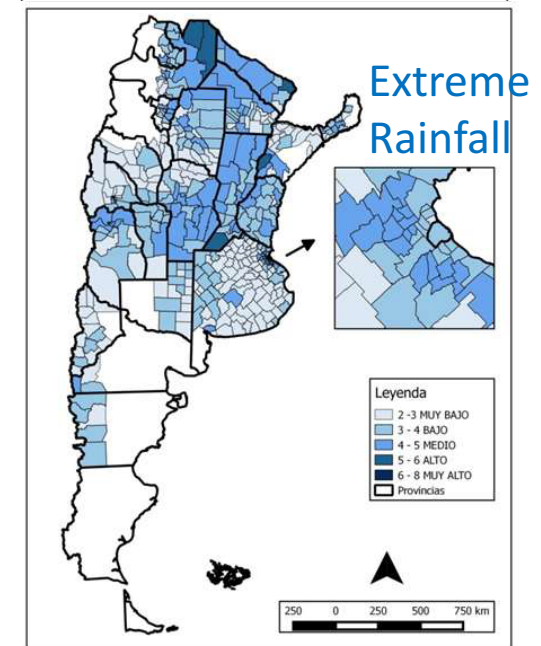 Extreme
Rainfall
Leyenda
2 -3 MUY BAJO
3 - 4 BAJO
4 - 5 MEDIO
5 - 6 ALTO
6 - 8 MUY ALTO
Provincias
250 0 250 500 750 km